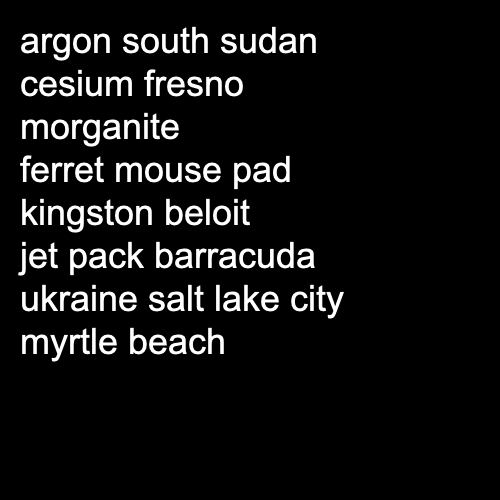 argon south sudan
cesium fresno
morganite
ferret mouse pad
kingston beloit
jet pack barracuda
ukraine salt lake city
myrtle beach